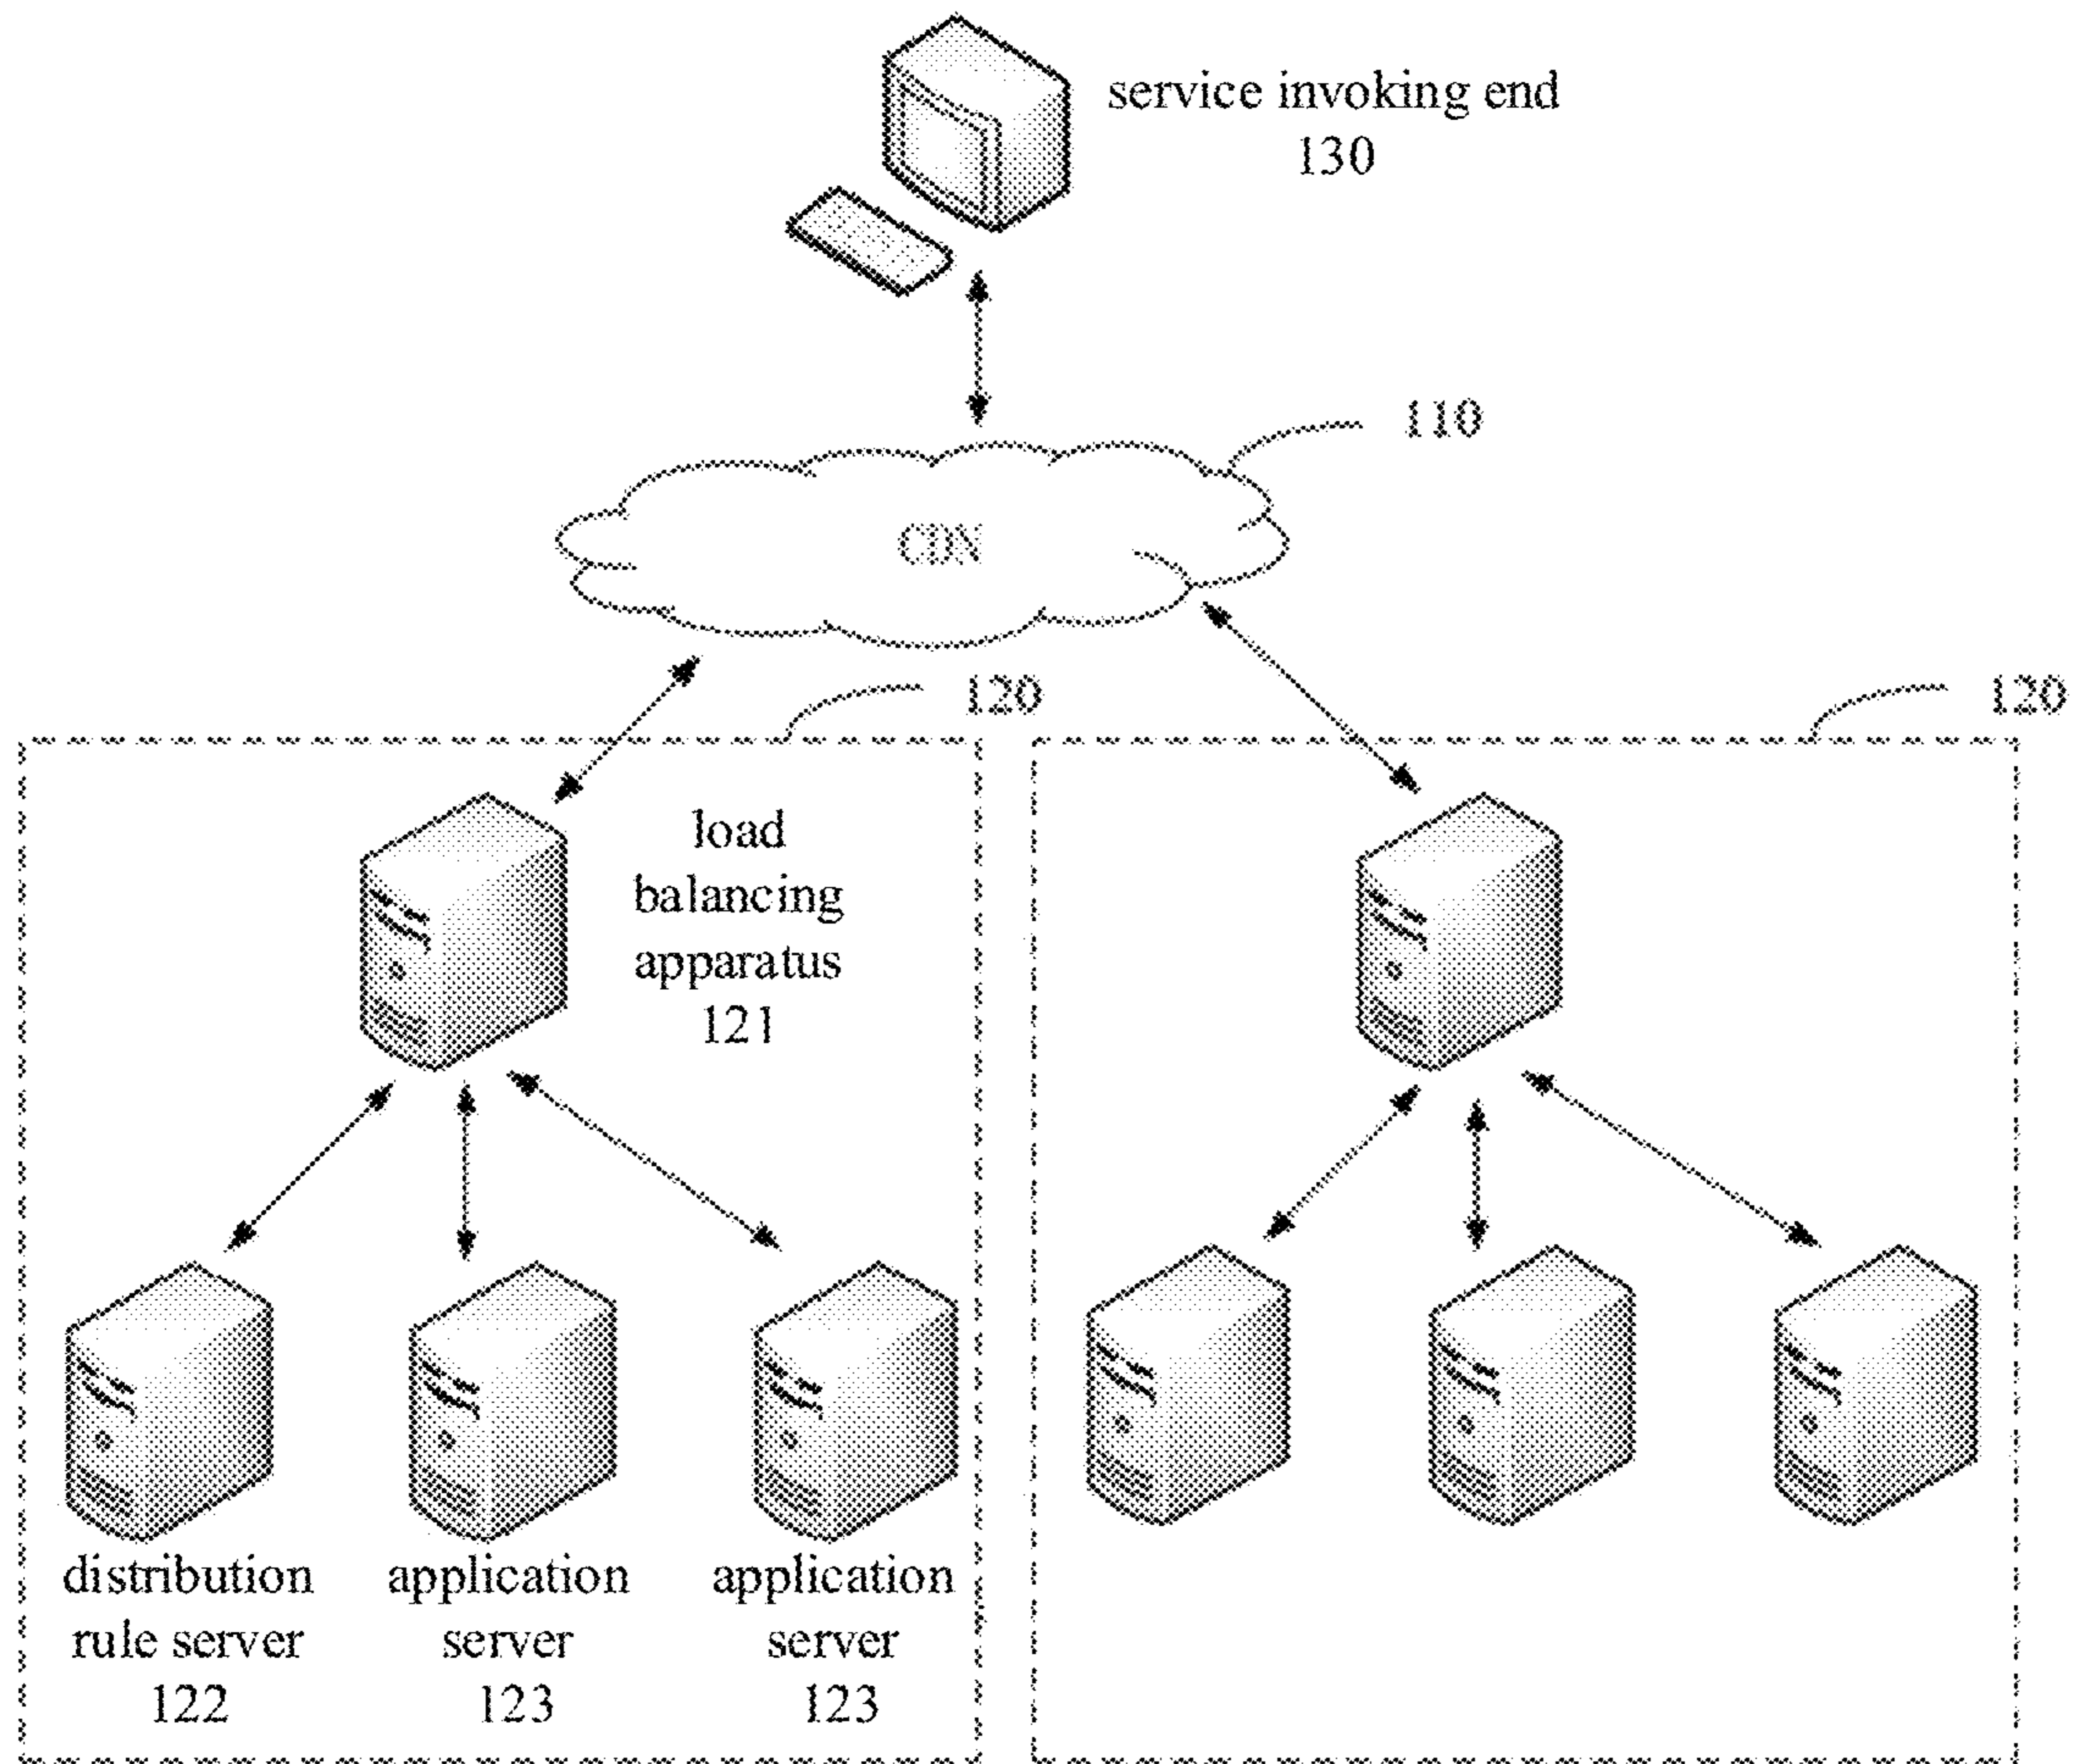 service invoking end
130
110
CDN
120
120
load
balancing
apparatus
121
distribution
rule server
122
application
server
123
application
server
123